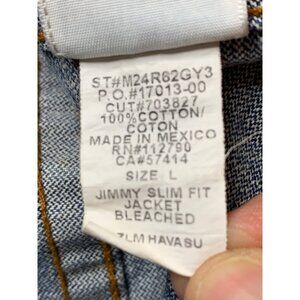 ST#M24R62GY3
P.O.#17013-00
CUT#703827
100% COTTON/
COTON
MADE IN MEXICO
RN#112790
CA#57414
SIZE L
JIMMY SLIM FIT
JACKET
BLEACHED
ZLM HAVASU